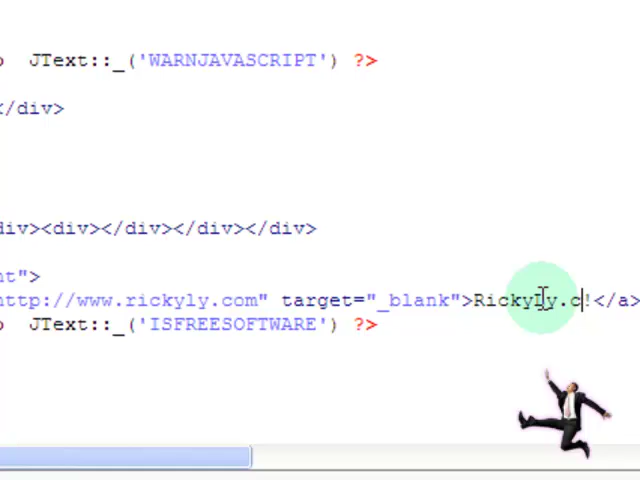 JText::_('WARNJAVASCRIPT') ?>
</div>
div><div></div></div></div>
nt">
http://www.rickyly.com" target="_blank">RickyLy.c!</a>
JText::_('ISFREESOFTWARE') ?>